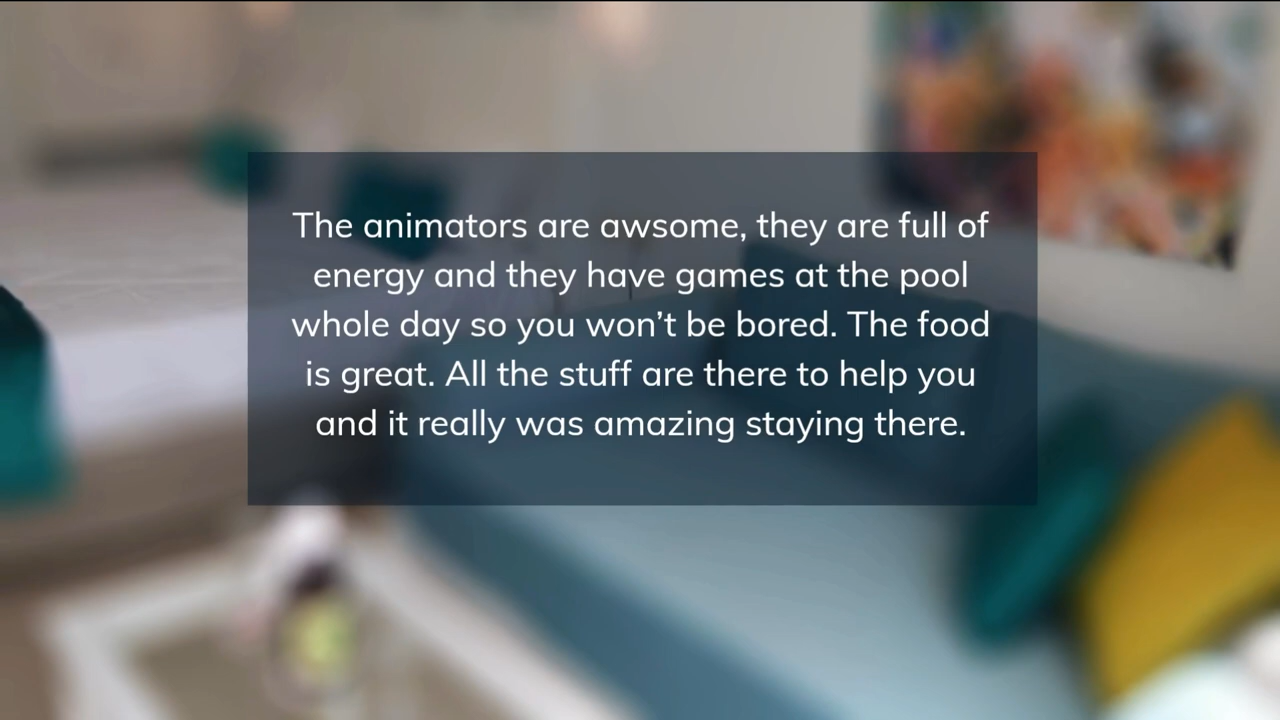 The animators are awsome, they are full of
energy and they have games at the pool
whole day so you won’t be bored. The food
is great. All the stuff are there to help you
and it really was amazing staying there.